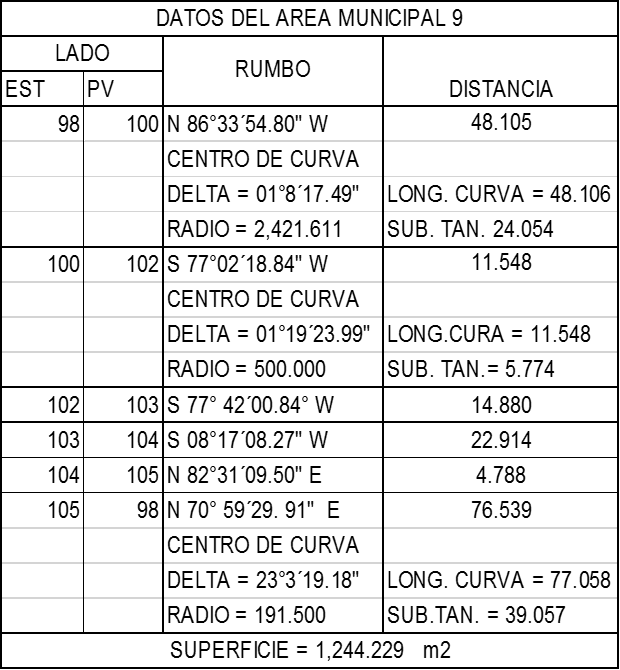 DATOS DEL AREA MUNICIPAL 9
LADO
RUMBO
EST PV DISTANCIA
98 100 N 86°33´54.80" W 48.105
CENTRO DE CURVA
DELTA = 01°8´17.49" LONG. CURVA = 48.106
RADIO = 2,421.611 SUB. TAN. 24.054
100 102 S 77°02´18.84" W 11.548
CENTRO DE CURVA
DELTA = 01°19´23.99" LONG.CURA = 11.548
RADIO = 500.000 SUB. TAN.= 5.774
102 103 S 77° 42´00.84° W 14.880
103 104 S 08°17´08.27" W 22.914
104 105 N 82°31´09.50" E 4.788
105 98 N 70° 59´29. 91" E 76.539
CENTRO DE CURVA
DELTA = 23°3´19.18" LONG. CURVA = 77.058
RADIO = 191.500 SUB.TAN. = 39.057
SUPERFICIE = 1,244.229 m2